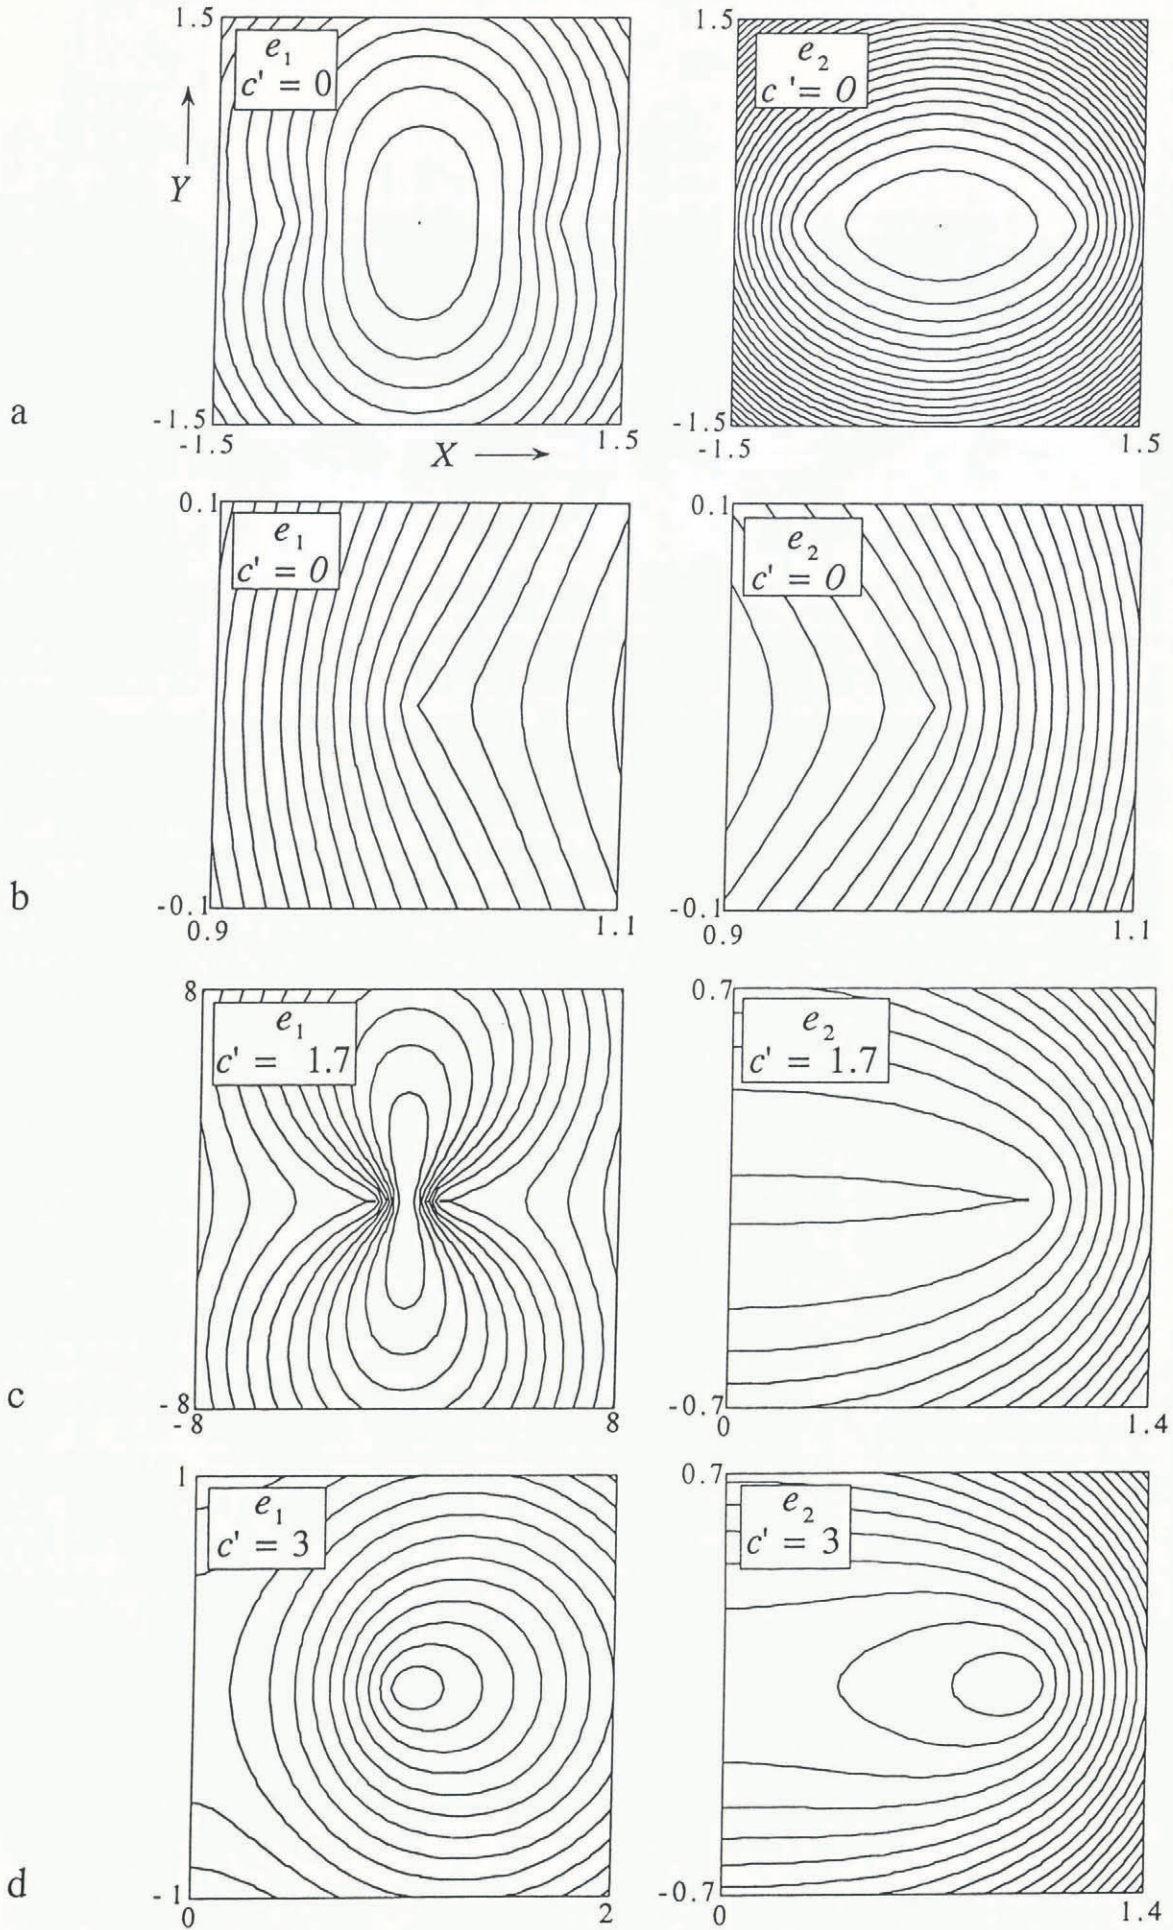 1.5
e1
c' = 0
Y
-1.5
-1.5
X
1.5
1.5
e2
c '= 0
-1.5
-1.5
1.5
a
0.1
e1
c' = 0
-0.1
0.9
1.1
0.1
e2
c' = 0
-0.1
0.9
1.1
b
8
e1
c' = 1.7
-8
-8
8
0.7
e2
c' = 1.7
-0.7
0
1.4
c
1
e1
c' = 3
-1
0
2
0.7
e2
c' = 3
-0.7
0
1.4
d